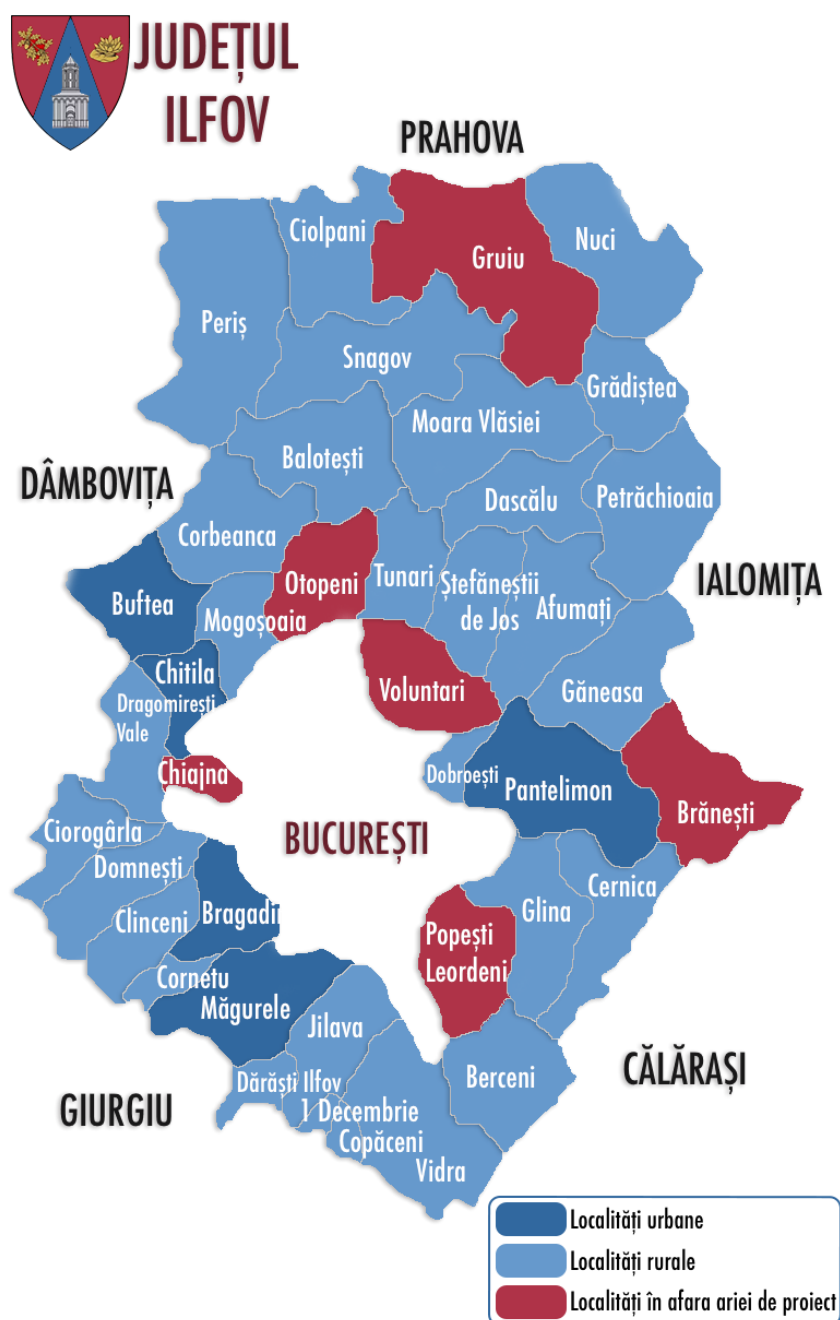 JUDEȚUL
ILFOV
PRAHOVA
Ciolpani
Nuci
Gruiu
Periș
Snagov
Grădiștea
Moara Vlăsiei
Balotești
DÂMBOVIȚA
Dascălu
Petrăchioaia
Corbeanca
Otopeni
Tunari
Ștefăneștii
de Jos
IALOMIȚA
Buftea
Afumați
Mogoșoaia
Chitila
Voluntari
Găneasa
Dragomirești
Vale
Chiajna
Dobroești
Pantelimon
Brănești
Ciorogârla
BUCUREȘTI
Domnești
Cernica
Clinceni
Bragadir
Glina
Popești
Leordeni
Cornetu
Măgurele
Jilava
CĂLĂRAȘI
Dărăști Ilfov
Berceni
GIURGIU
1 Decembrie
Copăceni
Vidra
Localități urbane
Localități rurale
Localități în afara ariei de proiect